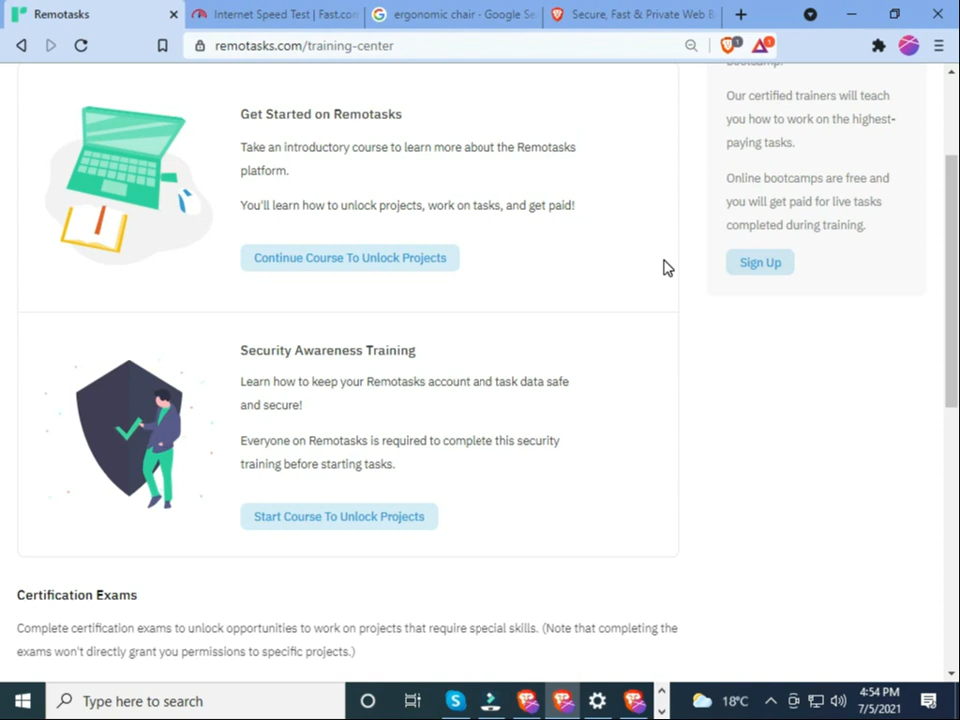 Remotasks
Internet Speed Test | Fast.com
ergonomic chair - Google Se
Secure, Fast & Private Web B
remotasks.com/training-center
1
1
Get Started on Remotasks
Take an introductory course to learn more about the Remotasks
platform.
You'll learn how to unlock projects, work on tasks, and get paid!
Continue Course To Unlock Projects
Security Awareness Training
Learn how to keep your Remotasks account and task data safe
and secure!
Everyone on Remotasks is required to complete this security
training before starting tasks.
Start Course To Unlock Projects
bootcamp.
Our certified trainers will teach
you how to work on the highest-
paying tasks.
Online bootcamps are free and
you will get paid for live tasks
completed during training.
Sign Up
Certification Exams
Complete certification exams to unlock opportunities to work on projects that require special skills. (Note that completing the
exams won't directly grant you permissions to specific projects.)
Type here to search
18°C
4:54 PM
7/5/2021